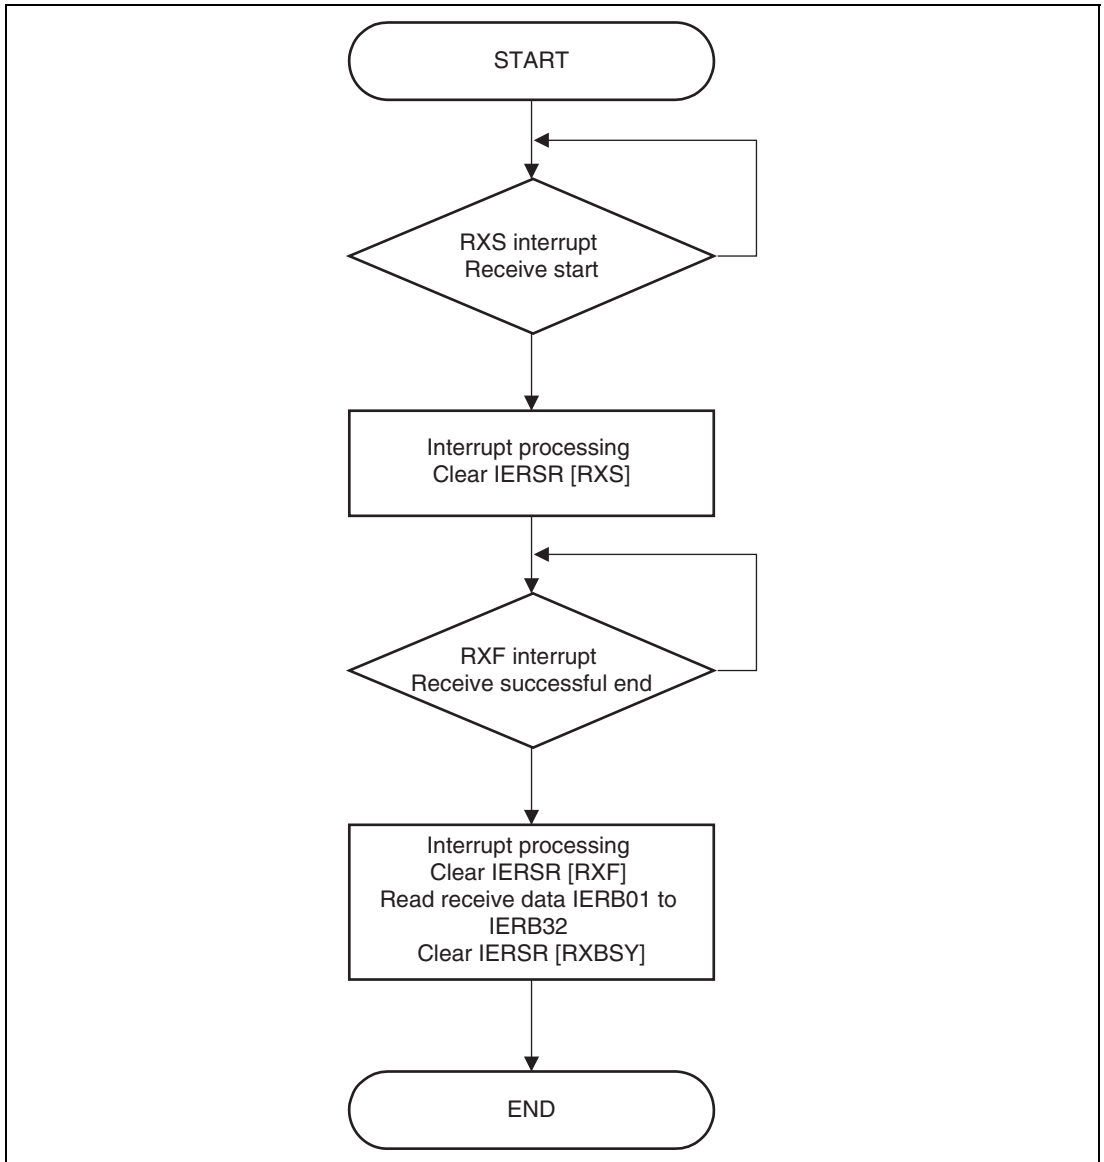 START
RXS interrupt
Receive start
Interrupt processing
Clear IERSR [RXS]
RXF interrupt
Receive successful end
Interrupt processing
Clear IERSR [RXF]
Read receive data IERB01 to
IERB32
Clear IERSR [RXBSY]
END